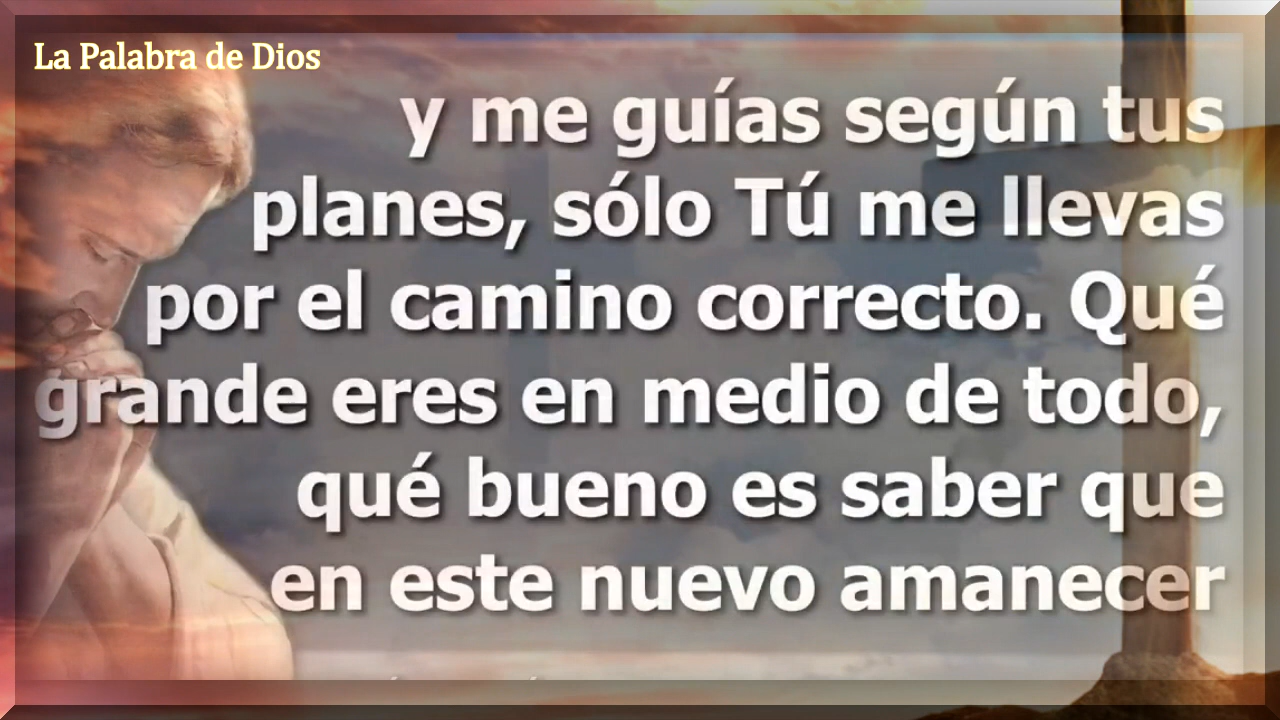 La Palabra de Dios
y me guías según tus
planes, sólo Tú me llevas
por el camino correcto. Qué
grande eres en medio de todo,
qué bueno es saber que
en este nuevo amanecer